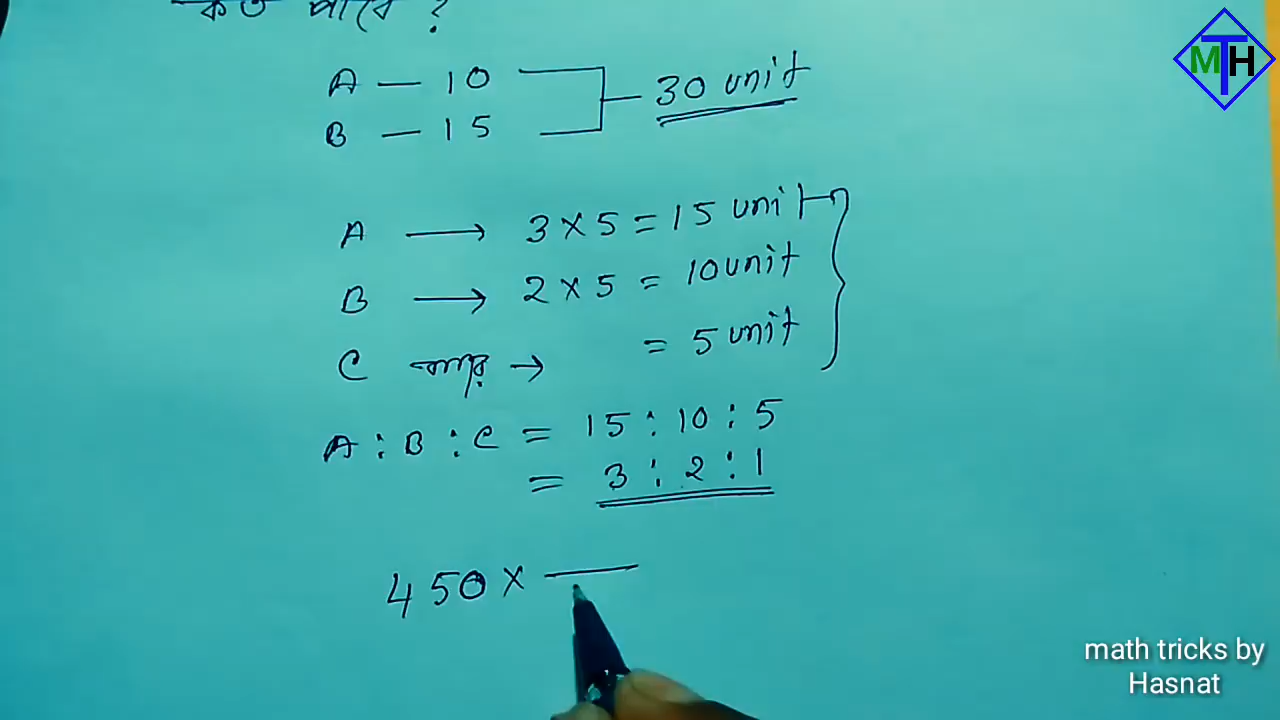 কত পাবে ?
MTH
A — 10
B — 15
30 unit
A → 3 × 5 = 15 unit
B → 2 × 5 = 10 unit
C → = 5 unit
A : B : C = 15 : 10 : 5
= 3 : 2 : 1
450 ×
math tricks by
Hasnat